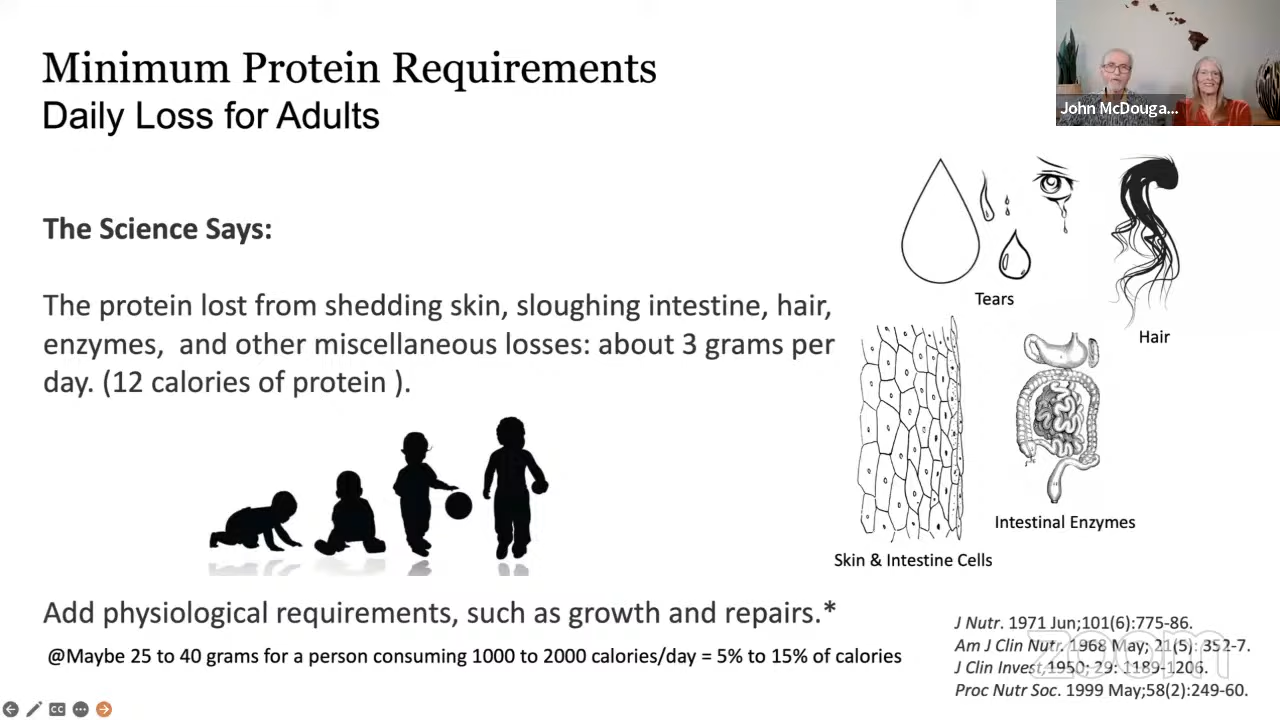 Minimum Protein Requirements
Daily Loss for Adults
John McDouga...
The Science Says:
The protein lost from shedding skin, sloughing intestine, hair,
enzymes,  and other miscellaneous losses: about 3 grams per
day. (12 calories of protein ).
Tears
Hair
Intestinal Enzymes
Skin & Intestine Cells
Add physiological requirements, such as growth and repairs.*
@Maybe 25 to 40 grams for a person consuming 1000 to 2000 calories/day = 5% to 15% of calories
J Nutr. 1971 Jun;101(6):775-86.
Am J Clin Nutr. 1968 May; 21(5): 352-7.
J Clin Invest.1950; 29: 1189-1206.
Proc Nutr Soc. 1999 May;58(2):249-60.
zoom
CC